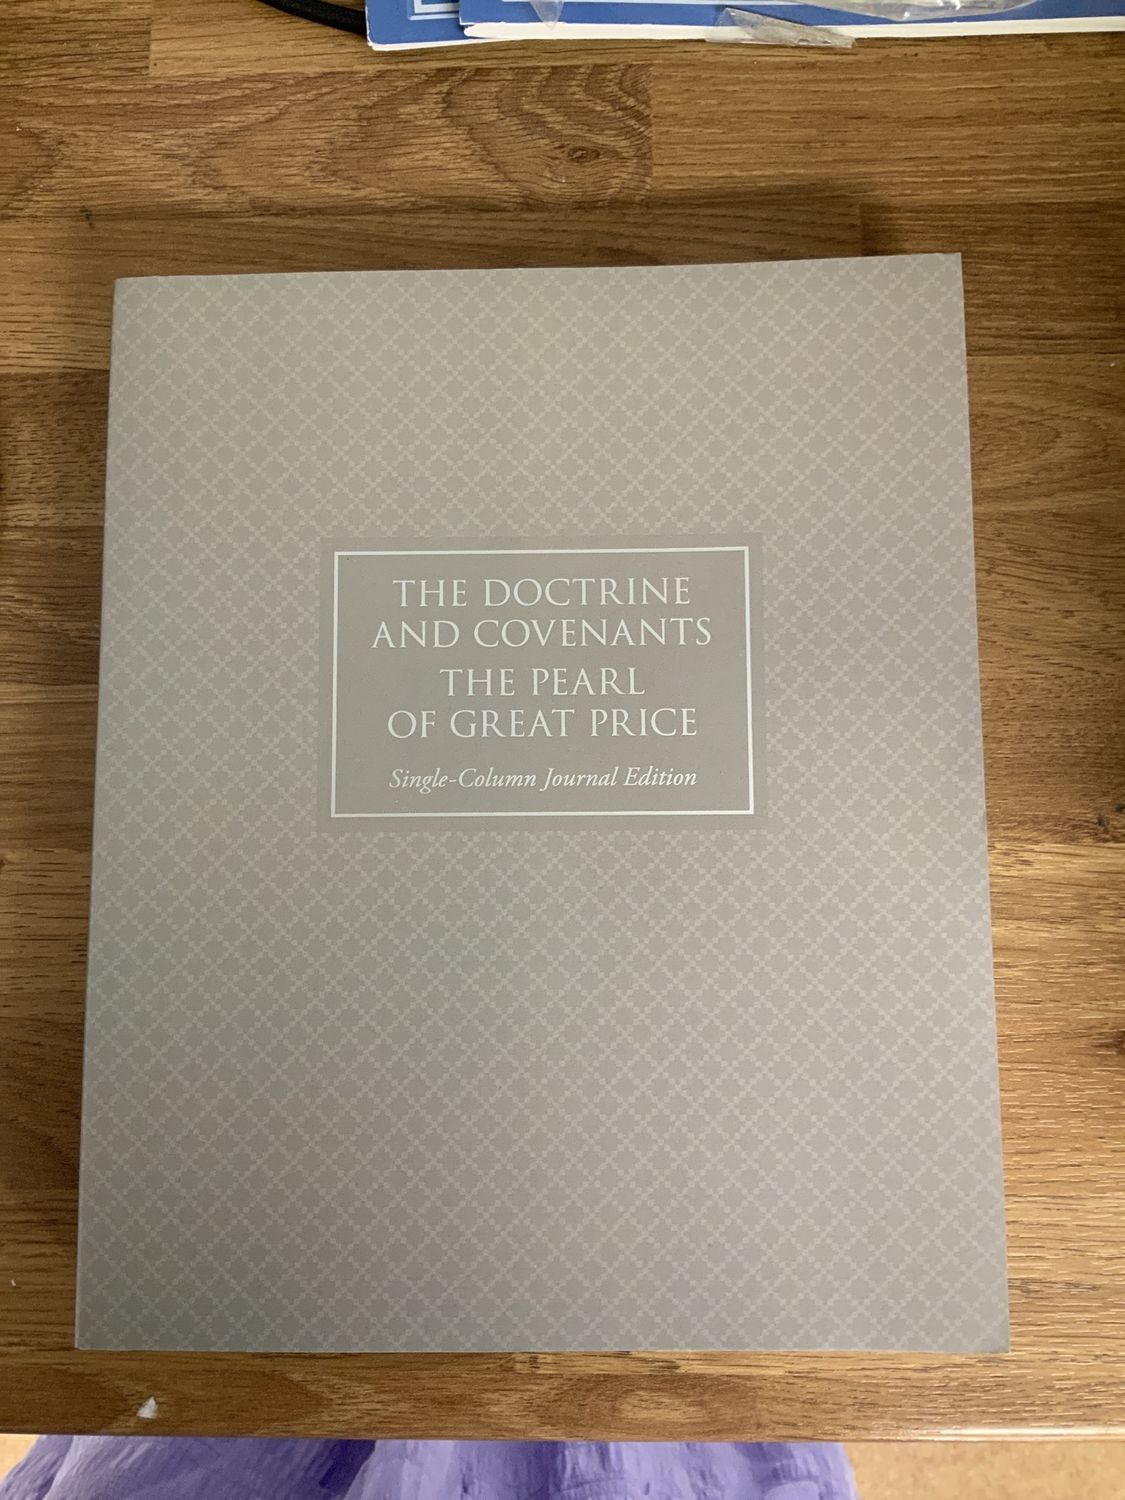 THE DOCTRINE
AND COVENANTS
THE PEARL
OF GREAT PRICE
Single-Column Journal Edition